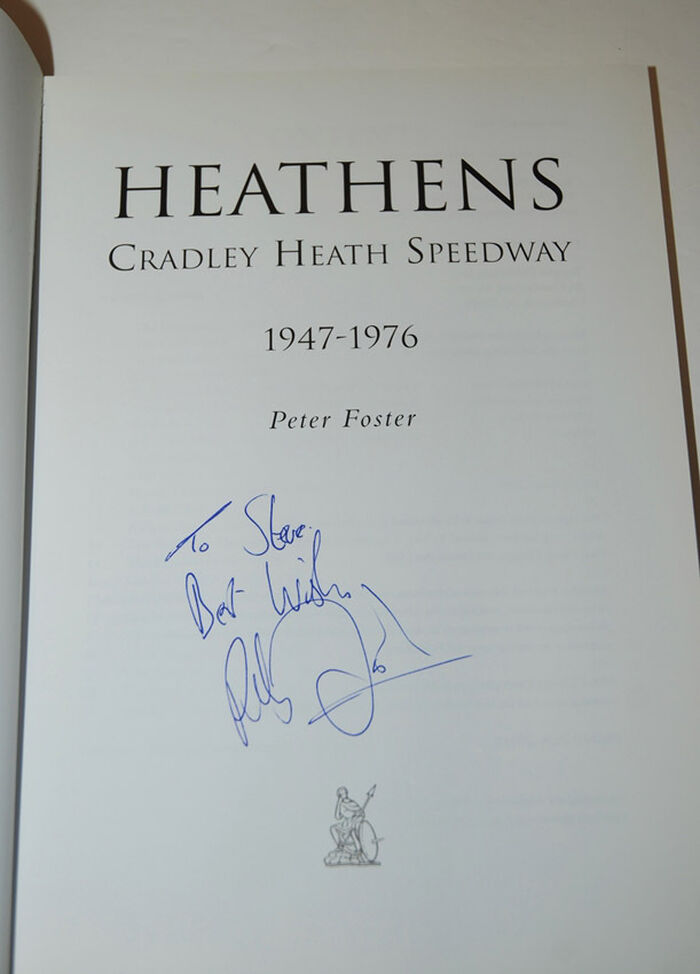 HEATHENS
CRADLEY HEATH SPEEDWAY
1947-1976
Peter Foster
To Steve.
Best Wishes